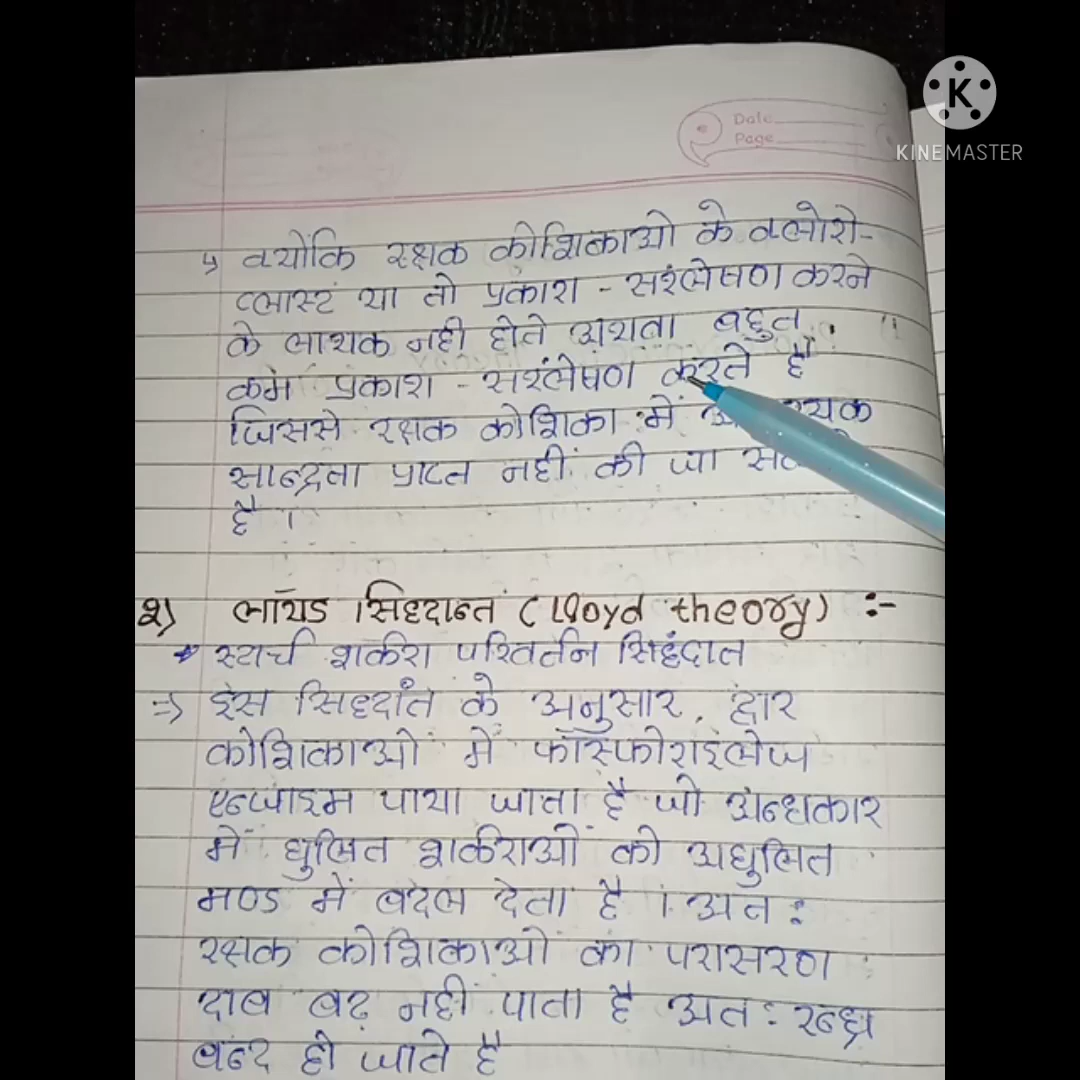 Date
Page
K
KINEMASTER
↳ क्योंकि रक्षक कोशिकाओ के क्लोरो-
प्लास्ट या तो प्रकाश - सश्लेषण करने
के लायक नही होते अथवा बहुत
कम प्रकाश - सश्लेषण करते है
जिससे रक्षक कोशिका में
सान्द्रता प्राप्त नहीं की जा
है ।
2) लॉयड सिध्दान्त (Lloyd theory) :-
* स्टार्च शर्करा परिवर्तन सिध्दांत
=> इस सिध्दांत के अनुसार, द्वार
कोशिकाओ में फॉस्फोराइलेज
एन्जाइम पाया जाता है जो अन्धकार
में घुलित शर्कराओं को अघुलित
मण्ड में बदल देता है । अत :
रक्षक कोशिकाओं का परासरण
दाब बढ़ नही पाता है अत : रन्ध्र
बन्द हो जाते है